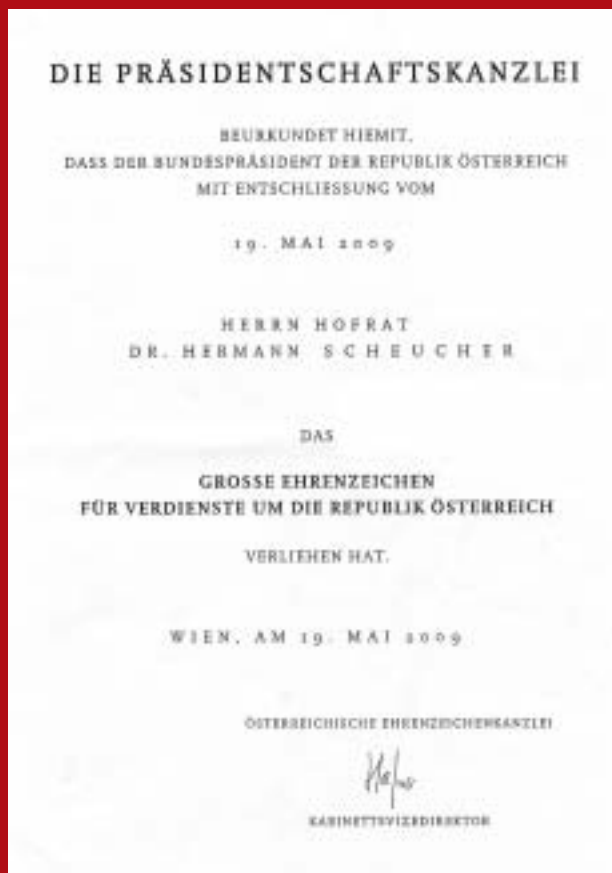 DIE PRÄSIDENTSCHAFTSKANZLEI
BEURKUNDET HIEMIT,
DASS DER BUNDESPRÄSIDENT DER REPUBLIK ÖSTERREICH
MIT ENTSCHLIESSUNG VOM
19. MAI 2009
HERRN HOFRAT
DR. HERMANN SCHEUCHER
DAS
GROSSE EHRENZEICHEN
FÜR VERDIENSTE UM DIE REPUBLIK ÖSTERREICH
VERLIEHEN HAT.
WIEN, AM 19. MAI 2009
ÖSTERREICHISCHE EHRENZEICHENKANZLEI
KABINETTSVIZEDIREKTOR